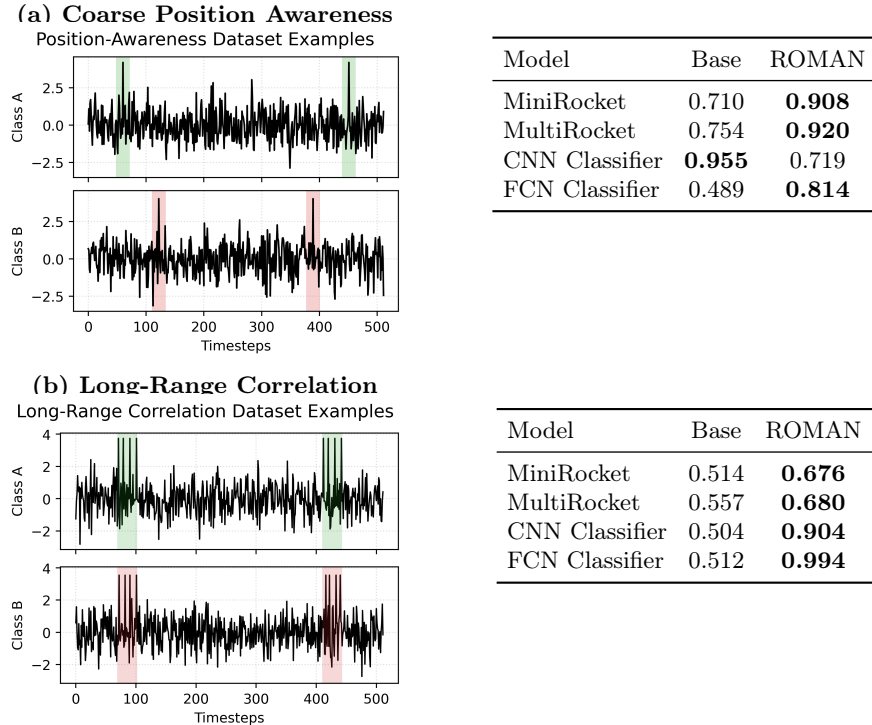 (a) Coarse Position Awareness
Position-Awareness Dataset Examples
Class A
2.5
0.0
−2.5
Class B
2.5
0.0
−2.5
0 100 200 300 400 500
Timesteps
Model Base ROMAN
MiniRocket 0.710 0.908
MultiRocket 0.754 0.920
CNN Classifier 0.955 0.719
FCN Classifier 0.489 0.814
(b) Long-Range Correlation
Long-Range Correlation Dataset Examples
Class A
4
2
0
−2
Class B
4
2
0
−2
0 100 200 300 400 500
Timesteps
Model Base ROMAN
MiniRocket 0.514 0.676
MultiRocket 0.557 0.680
CNN Classifier 0.504 0.904
FCN Classifier 0.512 0.994